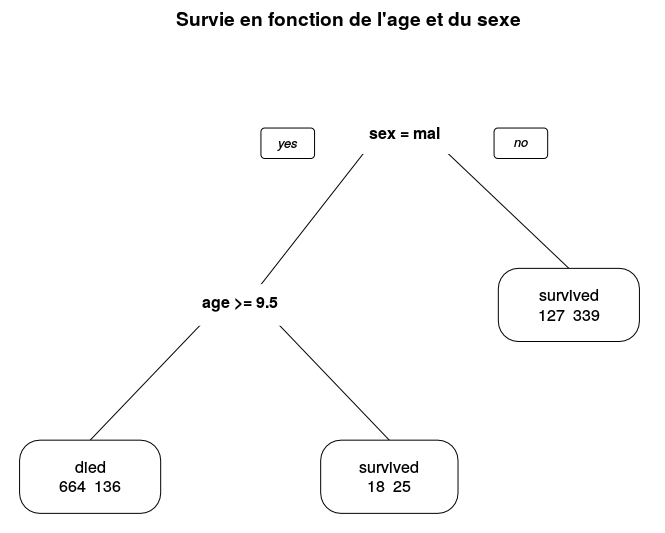 Survie en fonction de l'age et du sexe
yes
sex = mal
no
age >= 9.5
survived
127 339
died
664 136
survived
18 25